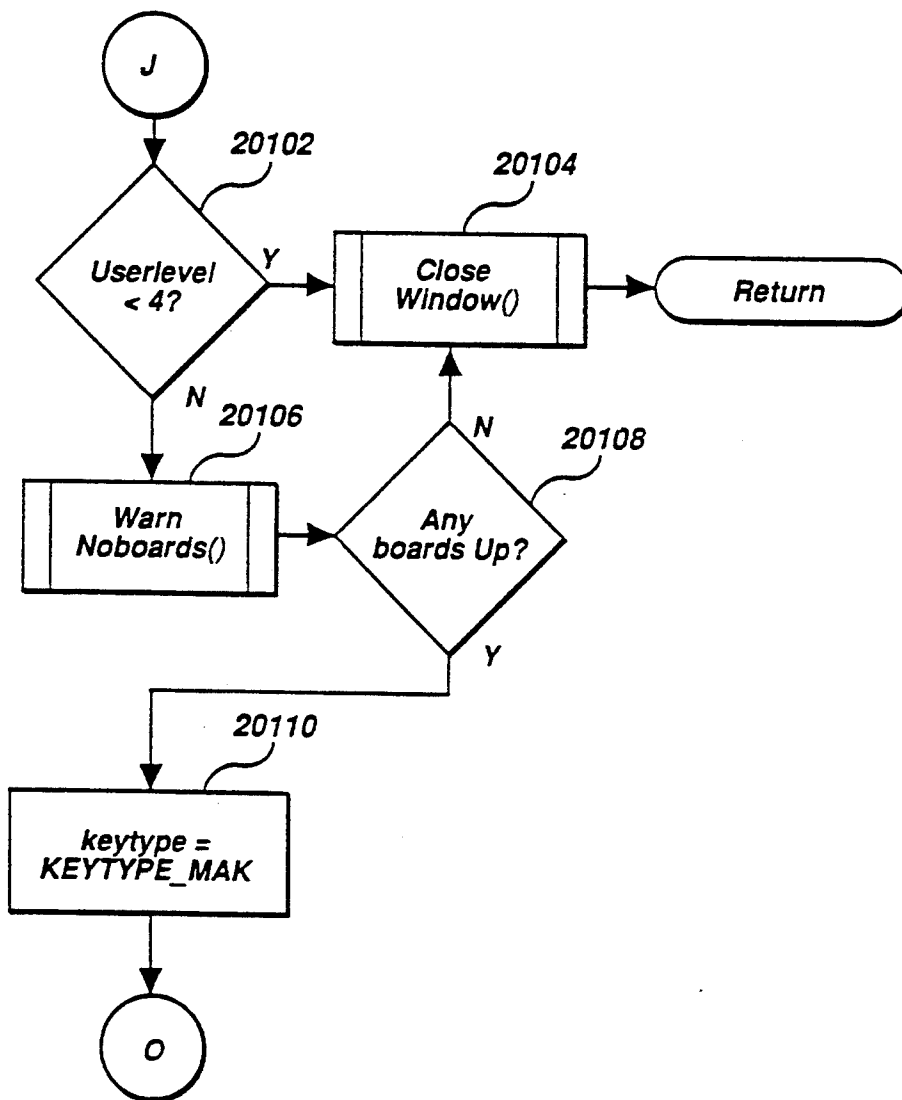 J
20102
20104
Userlevel
< 4?
Y
Close
Window()
Return
N
20106
N
20108
Warn
Noboards()
Any
boards Up?
Y
20110
keytype =
KEYTYPE_MAK
O